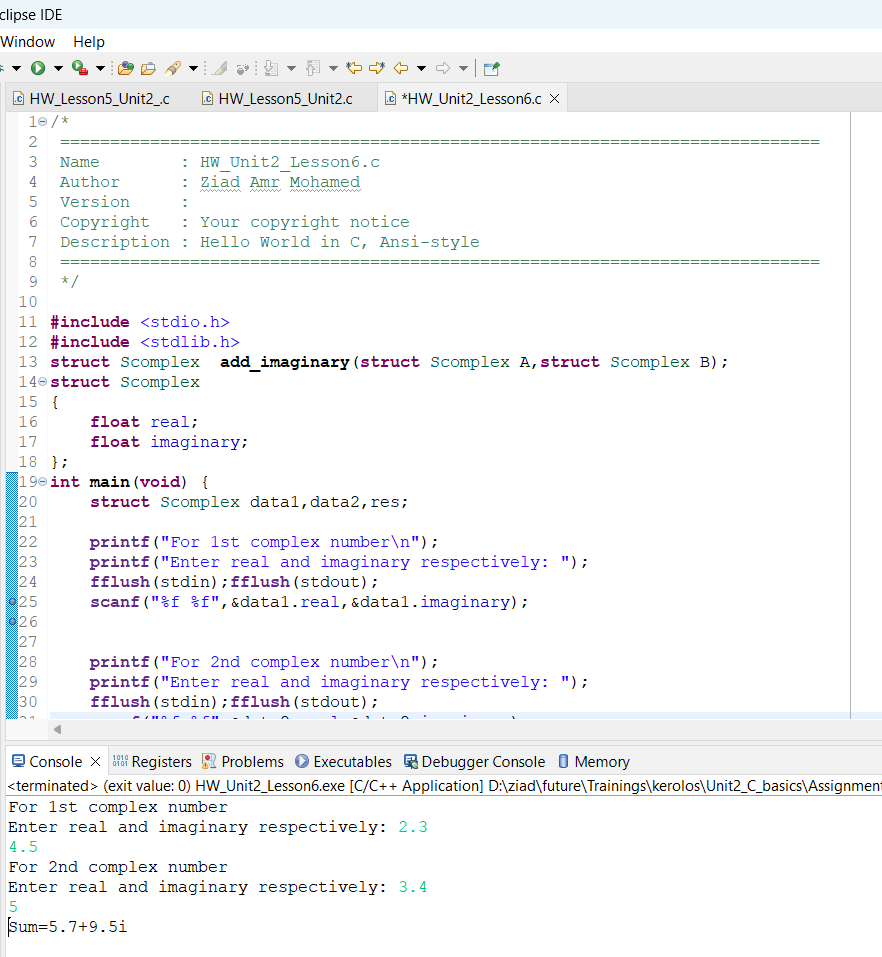 clipse IDE
Window Help
HW_Lesson5_Unit2_.c HW_Lesson5_Unit2.c *HW_Unit2_Lesson6.c
1 /*
2 ============================================================================
3 Name : HW_Unit2_Lesson6.c
4 Author : Ziad Amr Mohamed
5 Version :
6 Copyright : Your copyright notice
7 Description : Hello World in C, Ansi-style
8 ============================================================================
9 */
10
11 #include <stdio.h>
12 #include <stdlib.h>
13 struct Scomplex add_imaginary(struct Scomplex A,struct Scomplex B);
14 struct Scomplex
15 {
16 float real;
17 float imaginary;
18 };
19 int main(void) {
20 struct Scomplex data1,data2,res;
21
22 printf("For 1st complex number\n");
23 printf("Enter real and imaginary respectively: ");
24 fflush(stdin);fflush(stdout);
25 scanf("%f %f",&data1.real,&data1.imaginary);
26
27
28 printf("For 2nd complex number\n");
29 printf("Enter real and imaginary respectively: ");
30 fflush(stdin);fflush(stdout);
Console Registers Problems Executables Debugger Console Memory
<terminated> (exit value: 0) HW_Unit2_Lesson6.exe [C/C++ Application] D:\ziad\future\Trainings\kerolos\Unit2_C_basics\Assignment
For 1st complex number
Enter real and imaginary respectively: 2.3
4.5
For 2nd complex number
Enter real and imaginary respectively: 3.4
5
Sum=5.7+9.5i